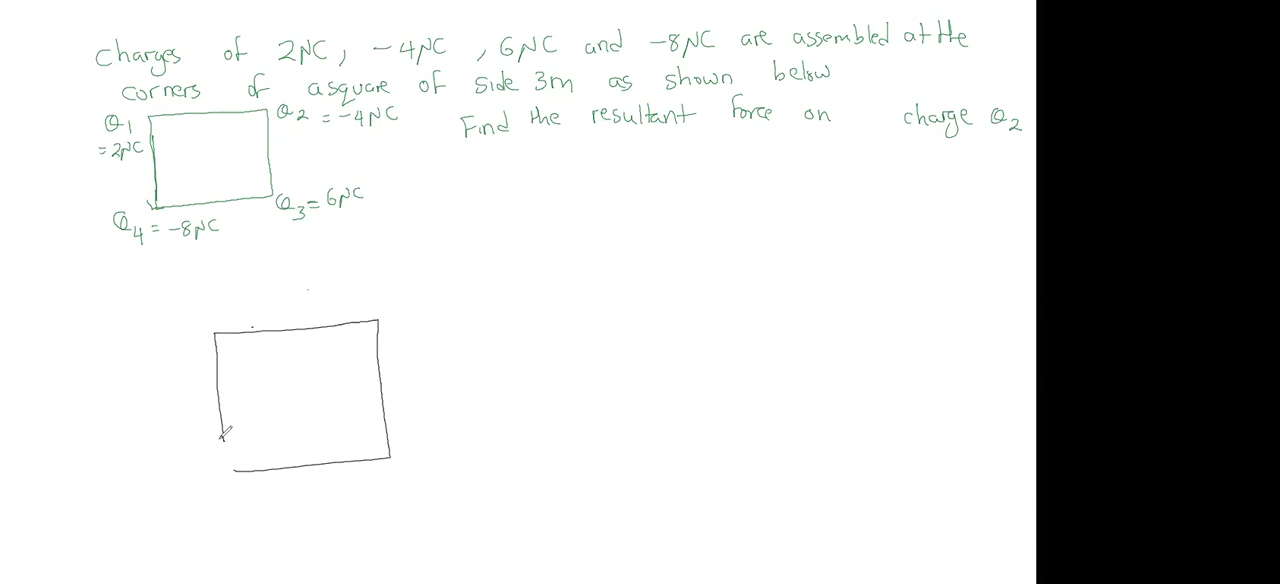 charges of 2μC, -4μC, 6μC and -8μC are assembled at the
corners of a square of side 3m as shown below
Q1 = 2μC
Q2 = -4μC
Find the resultant force on charge Q2
Q3 = 6μC
Q4 = -8μC